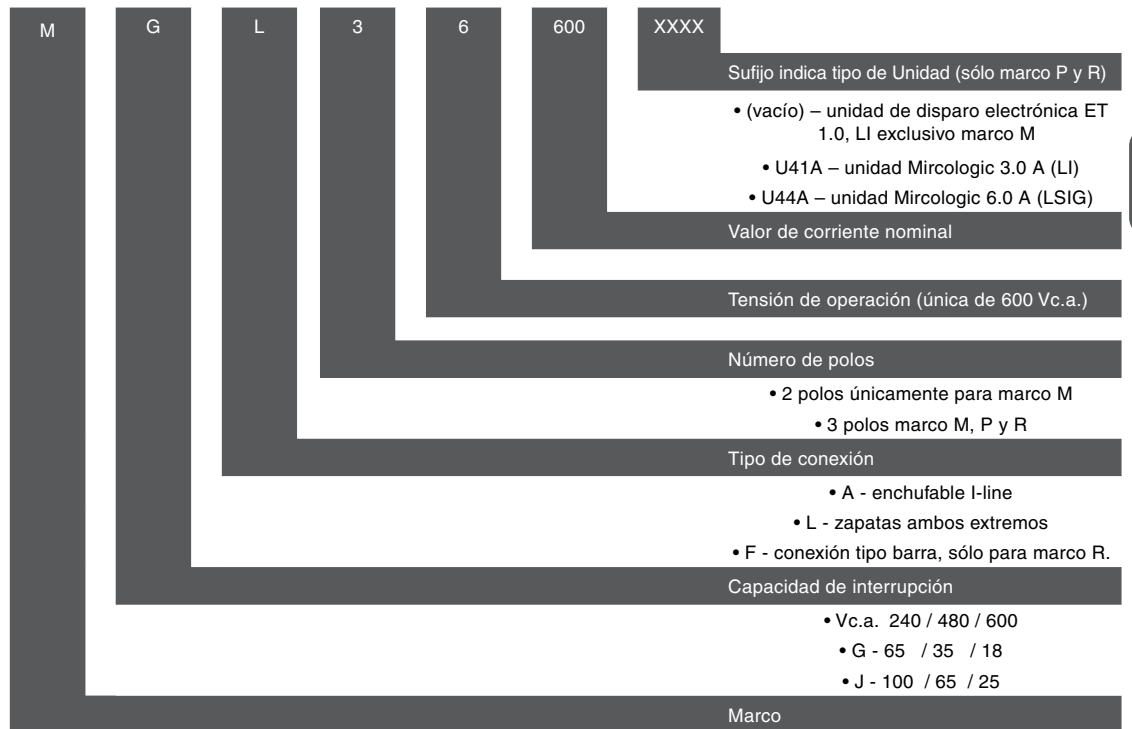 M G L 3 6 600 XXXX
Sufijo indica tipo de Unidad (sólo marco P y R)
• (vacío) – unidad de disparo electrónica ET
1.0, LI exclusivo marco M
• U41A – unidad Mircologic 3.0 A (LI)
• U44A – unidad Mircologic 6.0 A (LSIG)
Valor de corriente nominal
Tensión de operación (única de 600 Vc.a.)
Número de polos
• 2 polos únicamente para marco M
• 3 polos marco M, P y R
Tipo de conexión
• A - enchufable I-line
• L - zapatas ambos extremos
• F - conexión tipo barra, sólo para marco R.
Capacidad de interrupción
• Vc.a. 240 / 480 / 600
• G - 65 / 35 / 18
• J - 100 / 65 / 25
Marco